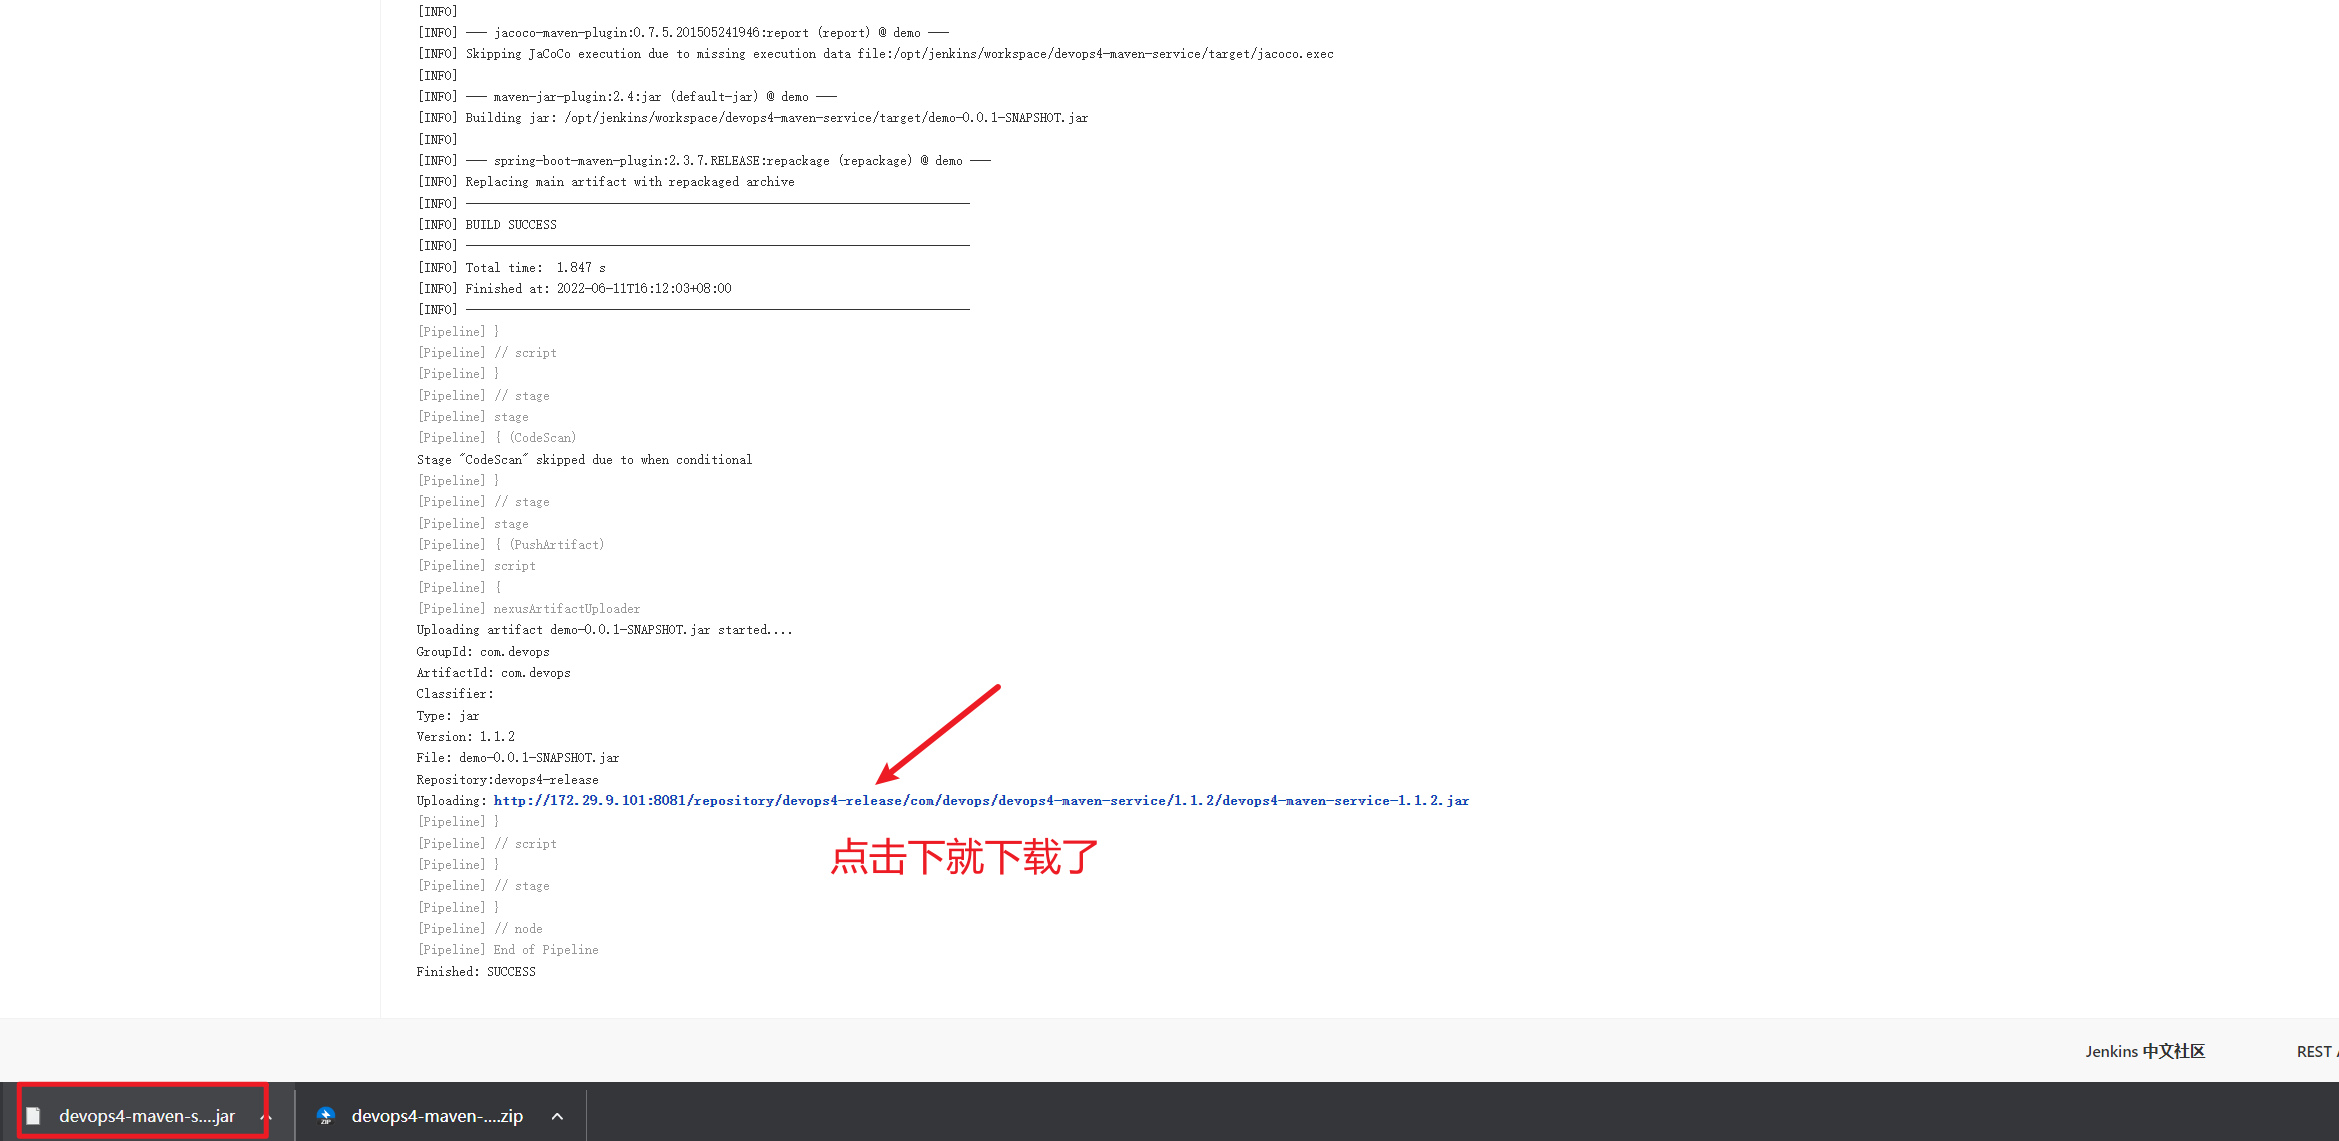 [INFO]
[INFO] --- jacoco-maven-plugin:0.7.5.201505241946:report (report) @ demo ---
[INFO] Skipping JaCoCo execution due to missing execution data file:/opt/jenkins/workspace/devops4-maven-service/target/jacoco.exec
[INFO]
[INFO] --- maven-jar-plugin:2.4:jar (default-jar) @ demo ---
[INFO] Building jar: /opt/jenkins/workspace/devops4-maven-service/target/demo-0.0.1-SNAPSHOT.jar
[INFO]
[INFO] --- spring-boot-maven-plugin:2.3.7.RELEASE:repackage (repackage) @ demo ---
[INFO] Replacing main artifact with repackaged archive
[INFO] ------------------------------------------------------------------------
[INFO] BUILD SUCCESS
[INFO] ------------------------------------------------------------------------
[INFO] Total time:  1.847 s
[INFO] Finished at: 2022-06-11T16:12:03+08:00
[INFO] ------------------------------------------------------------------------
[Pipeline] }
[Pipeline] // script
[Pipeline] }
[Pipeline] // stage
[Pipeline] stage
[Pipeline] { (CodeScan)
Stage "CodeScan" skipped due to when conditional
[Pipeline] }
[Pipeline] // stage
[Pipeline] stage
[Pipeline] { (PushArtifact)
[Pipeline] script
[Pipeline] {
[Pipeline] nexusArtifactUploader
Uploading artifact demo-0.0.1-SNAPSHOT.jar started....
GroupId: com.devops
ArtifactId: com.devops
Classifier:
Type: jar
Version: 1.1.2
File: demo-0.0.1-SNAPSHOT.jar
Repository:devops4-release
Uploading: http://172.29.9.101:8081/repository/devops4-release/com/devops/devops4-maven-service/1.1.2/devops4-maven-service-1.1.2.jar
[Pipeline] }
[Pipeline] // script
点击下就下载了
[Pipeline] }
[Pipeline] // stage
[Pipeline] }
[Pipeline] // node
[Pipeline] End of Pipeline
Finished: SUCCESS
Jenkins 中文社区
REST
devops4-maven-s....jar
devops4-maven-....zip